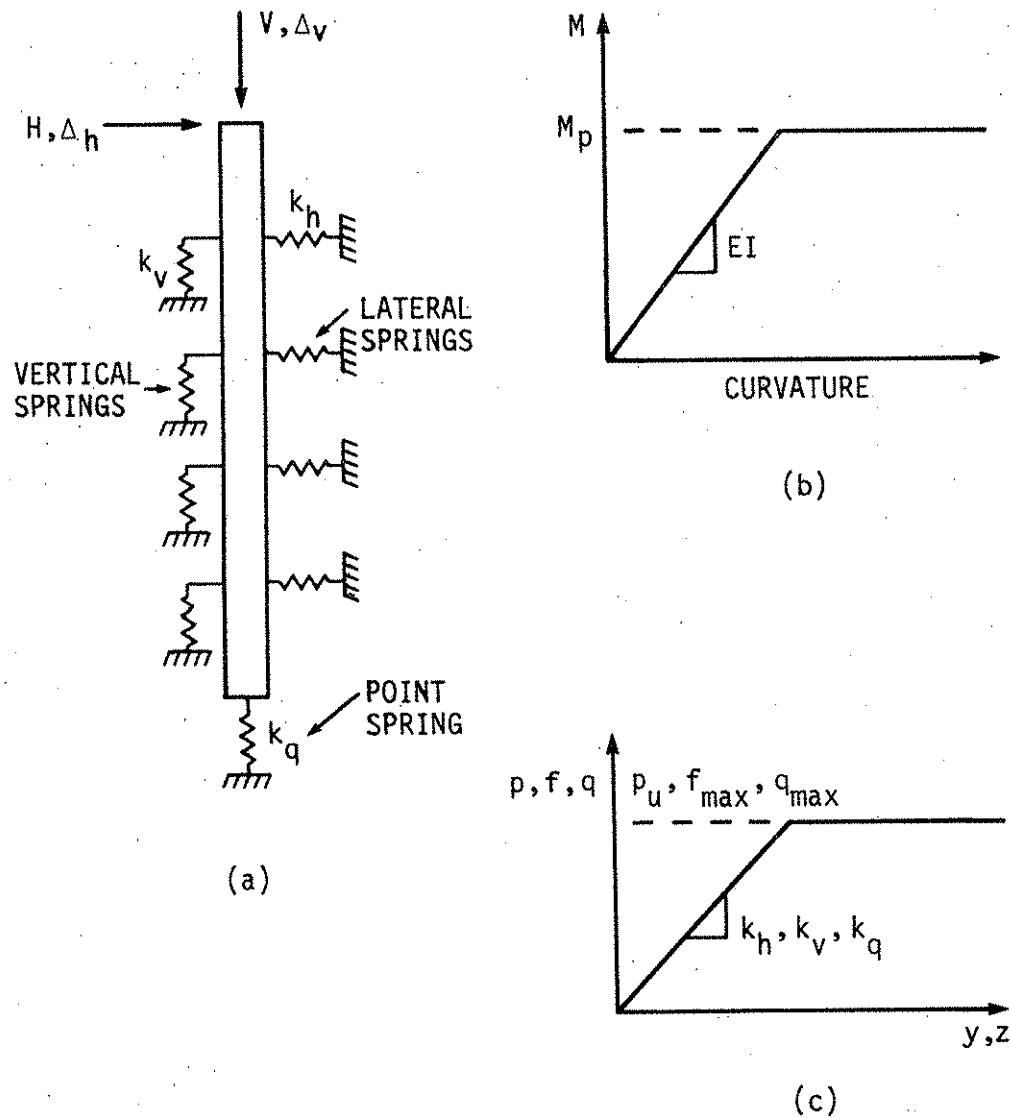 V, Δv
H, Δh
kh
kv
LATERAL
SPRINGS
VERTICAL
SPRINGS
POINT
SPRING
kq
(a)
M
Mp
EI
CURVATURE
(b)
p, f, q
pu, fmax, qmax
kh, kv, kq
y, z
(c)